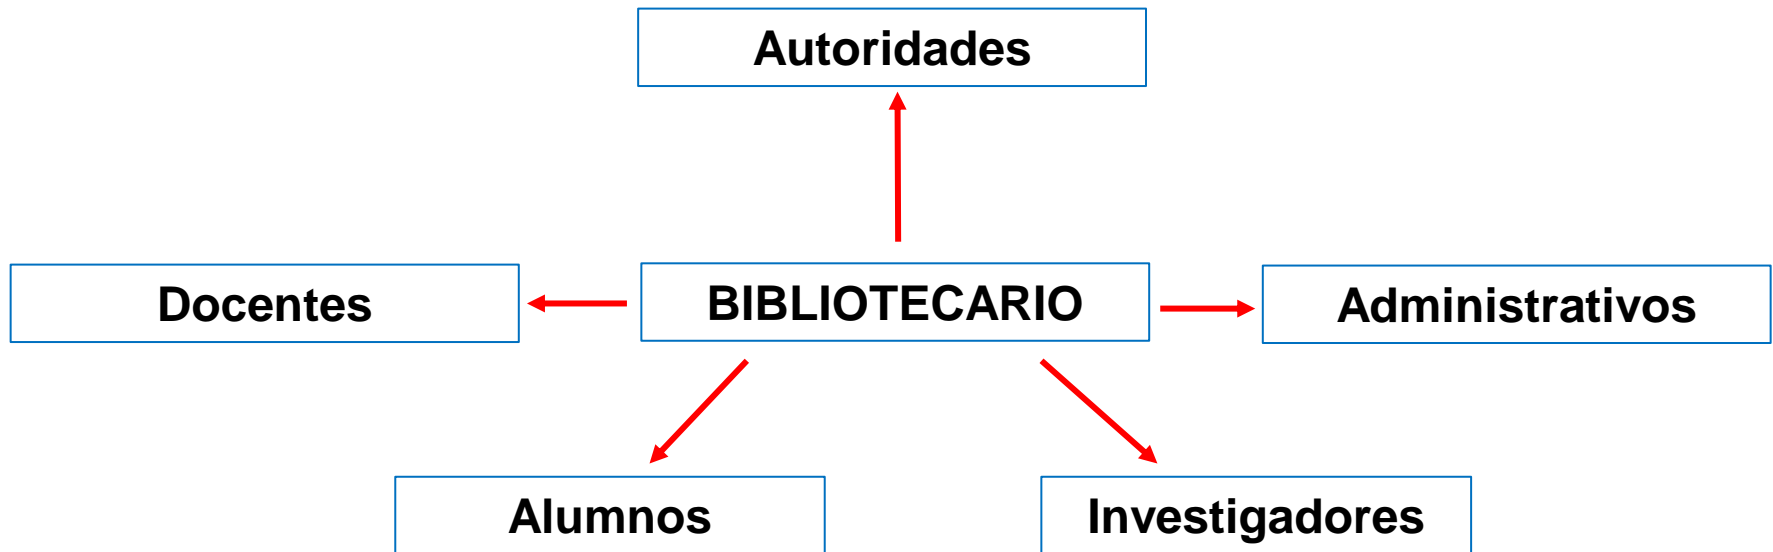 Autoridades
Docentes
BIBLIOTECARIO
Administrativos
Alumnos
Investigadores